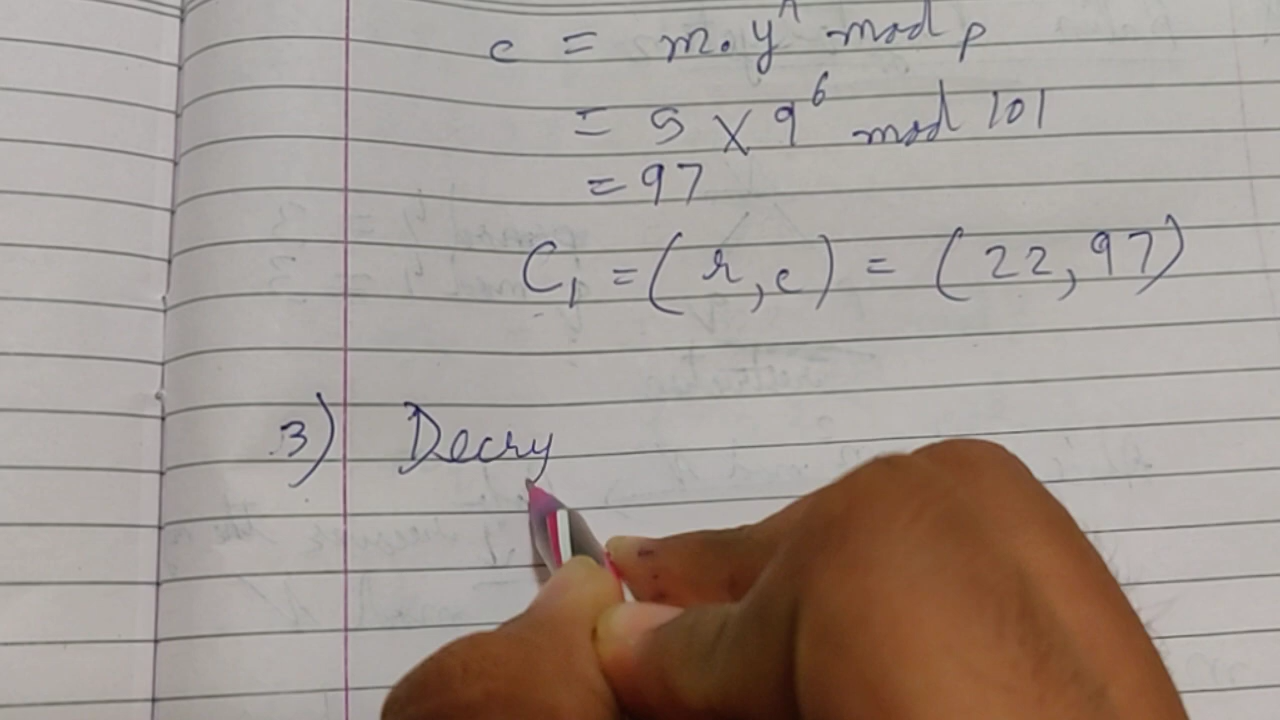 c = m.y^r mod p
= 5 X 9^6 mod 101
= 97
C1 = (r, c) = (22, 97)
3) Decry